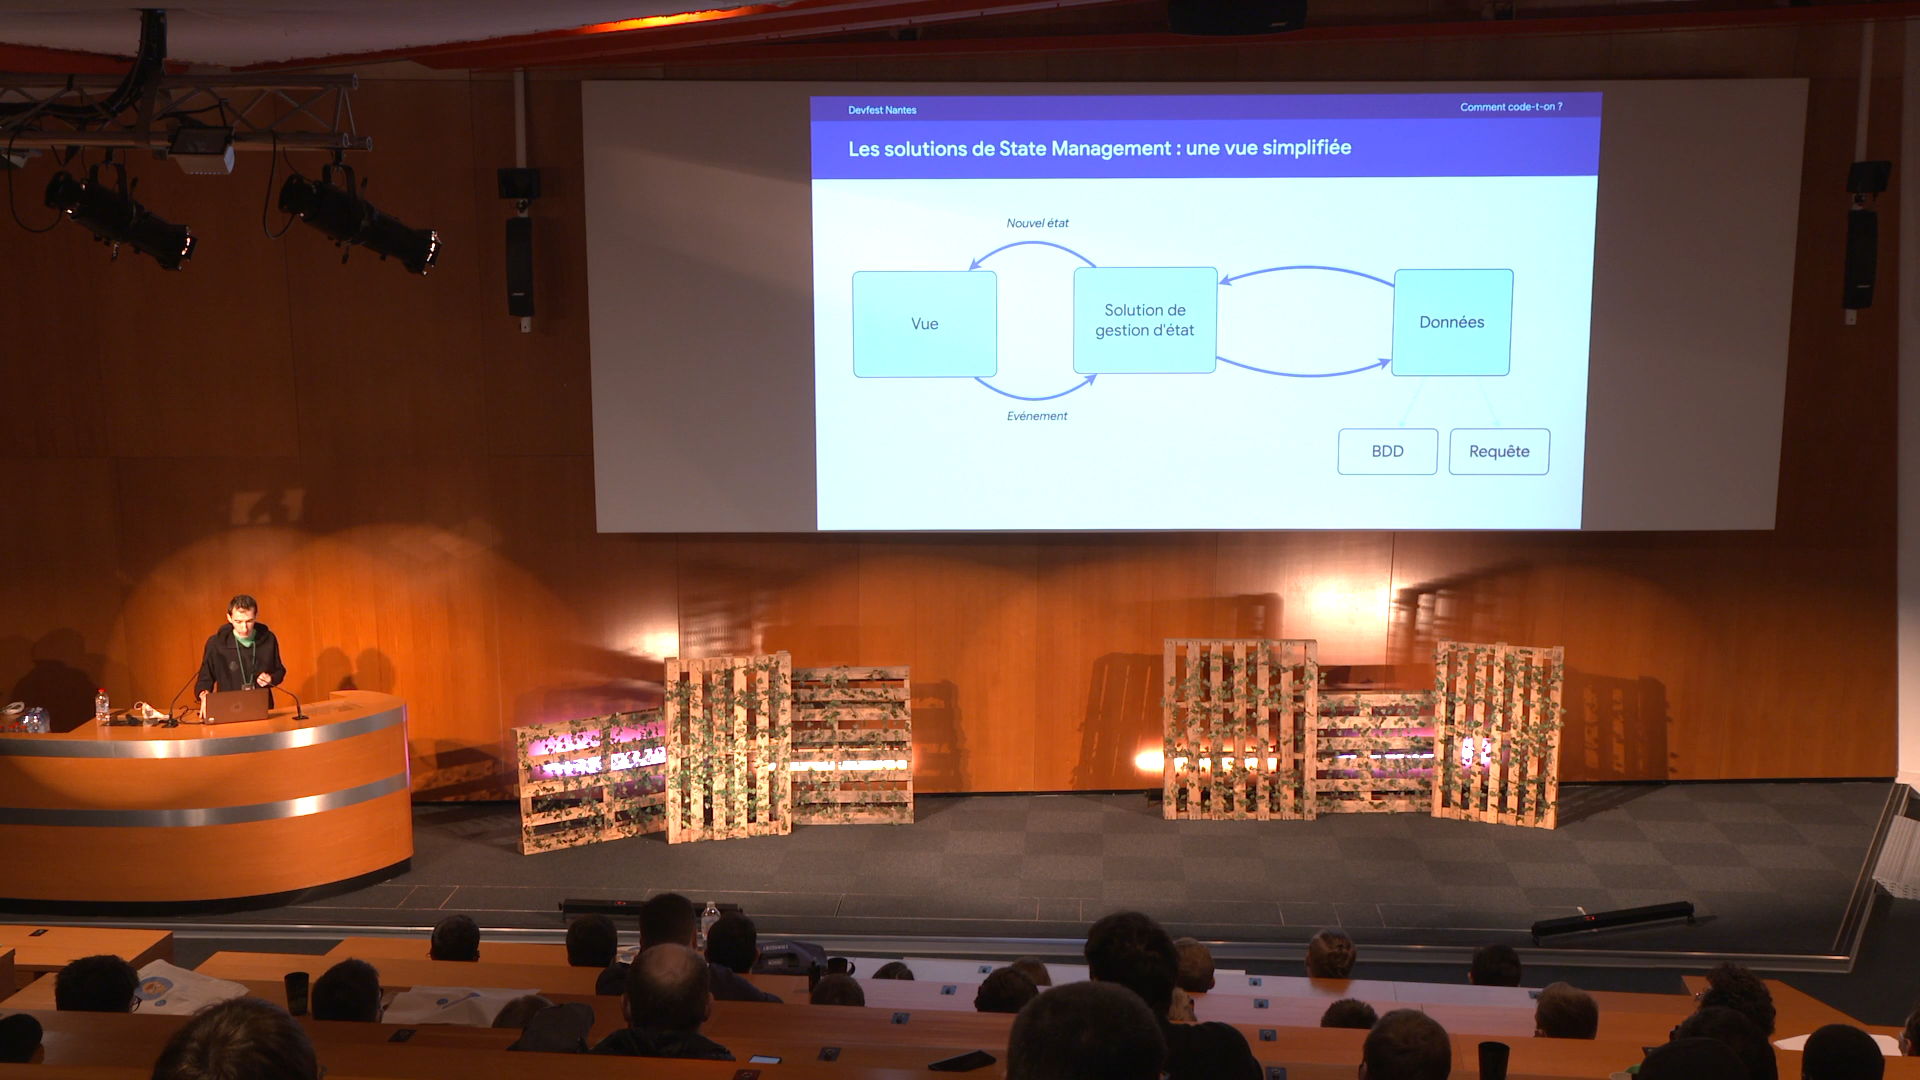 Devfest Nantes
Comment code-t-on ?
Les solutions de State Management : une vue simplifiée
Nouvel état
Vue
Solution de
gestion d'état
Données
Evénement
BDD
Requête